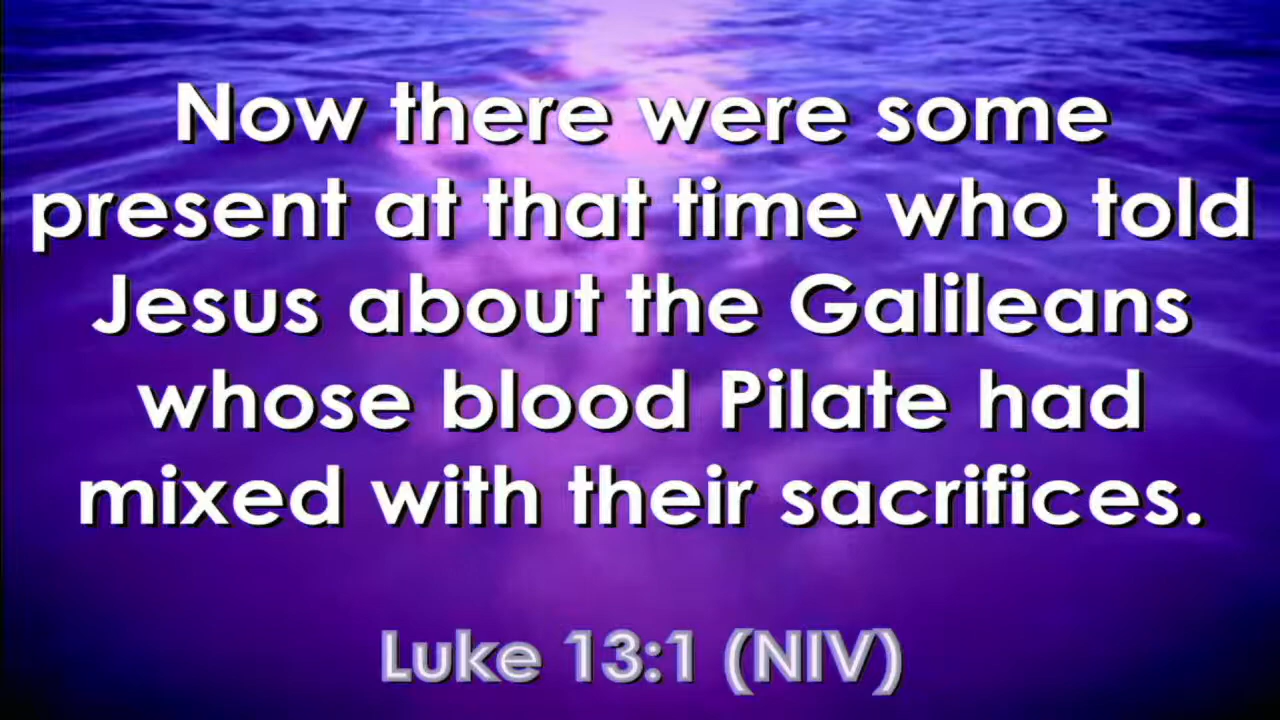 Now there were some
present at that time who told
Jesus about the Galileans
whose blood Pilate had
mixed with their sacrifices.
Luke 13:1 (NIV)